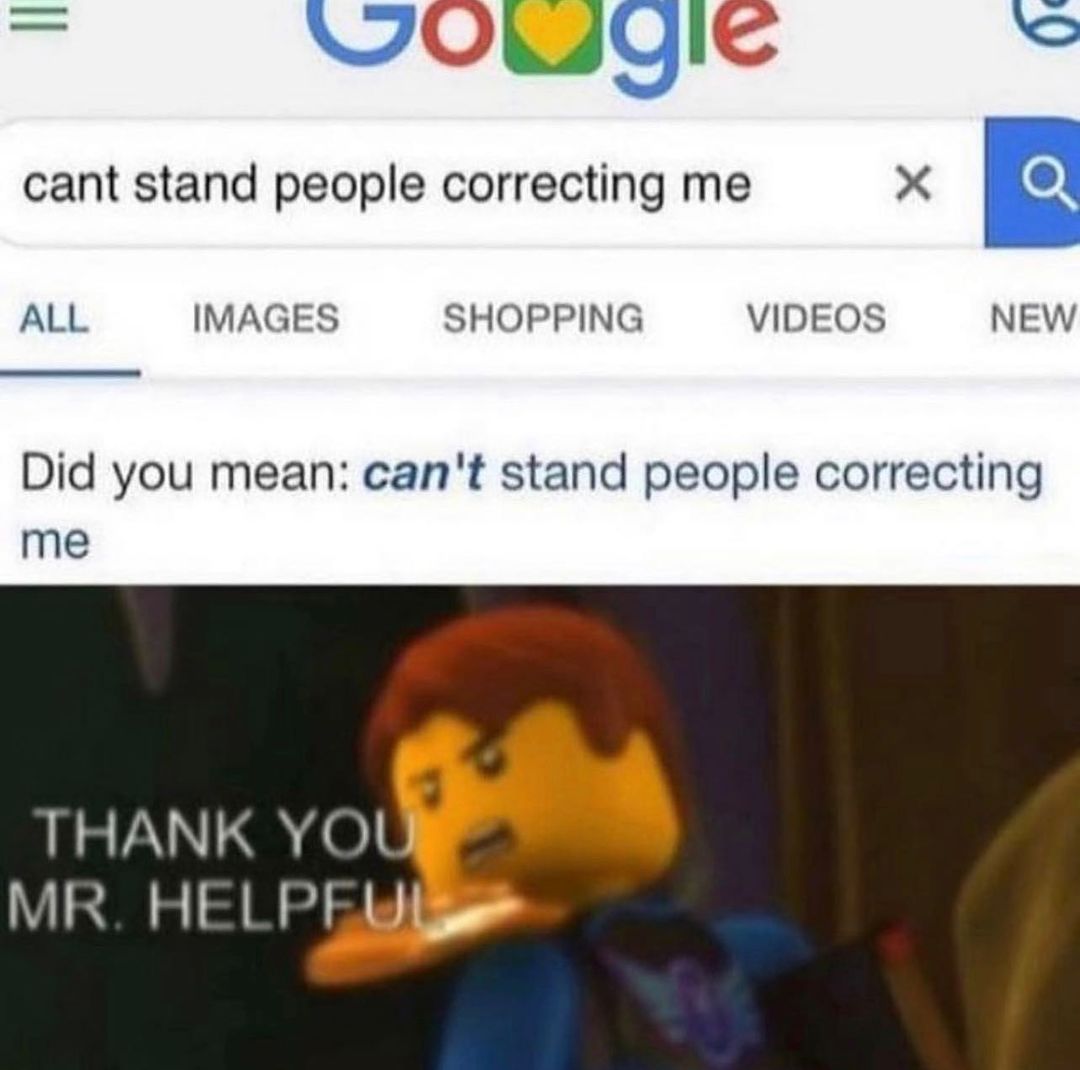 Google
cant stand people correcting me
ALL IMAGES SHOPPING VIDEOS NEW
Did you mean: can't stand people correcting
me
THANK YOU
MR. HELPFUL